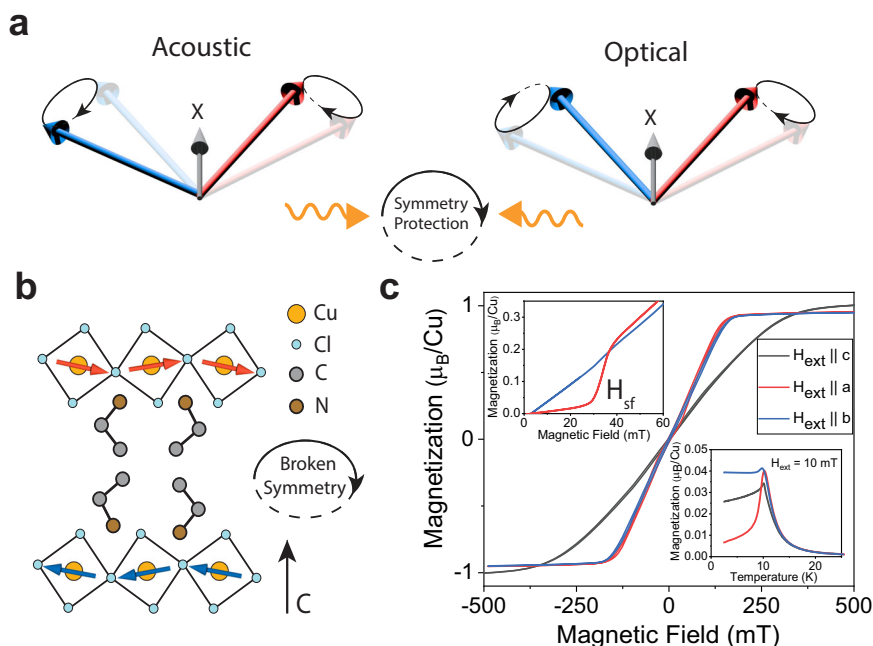 a
Acoustic
Optical
X
X
Symmetry
Protection
b
Cu
Cl
C
N
Broken
Symmetry
C
c
Magnetization (μB/Cu)
1
0
-1
-500
-250
0
250
500
Magnetic Field (mT)
Hext || c
Hext || a
Hext || b
Magnetization (μB/Cu)
0.3
0.2
0.1
0.0
0
20
40
60
Magnetic Field (mT)
Hsf
Magnetization (μB/Cu)
0.05
0.04
0.03
0.02
0.01
0.00
0
10
20
Temperature (K)
Hext = 10 mT